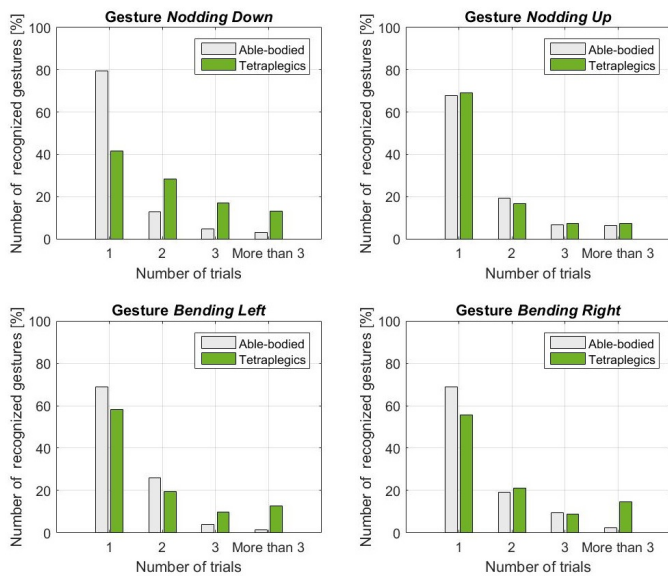 Gesture Nodding Down
Number of recognized gestures [%]
100
80
60
40
20
0
Able-bodied
Tetraplegics
1 2 3 More than 3
Number of trials
Gesture Nodding Up
Number of recognized gestures [%]
100
80
60
40
20
0
Able-bodied
Tetraplegics
1 2 3 More than 3
Number of trials
Gesture Bending Left
Number of recognized gestures [%]
100
80
60
40
20
0
Able-bodied
Tetraplegics
1 2 3 More than 3
Number of trials
Gesture Bending Right
Number of recognized gestures [%]
100
80
60
40
20
0
Able-bodied
Tetraplegics
1 2 3 More than 3
Number of trials